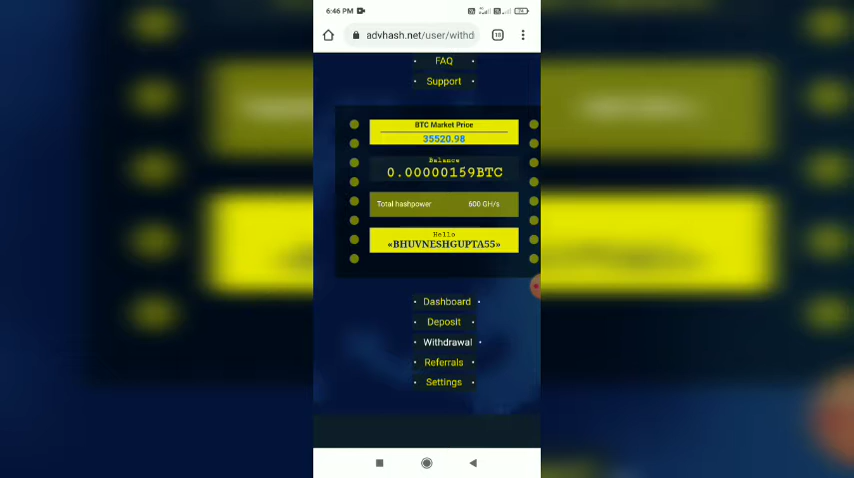 6:46 PM
advhash.net/user/withd
18
FAQ
Support
BTC Market Price
35520.98
Balance
0.00000159BTC
Total hashpower 600 GH/s
Hello
«BHUVNESHGUPTA55»
Dashboard
Deposit
Withdrawal
Referrals
Settings